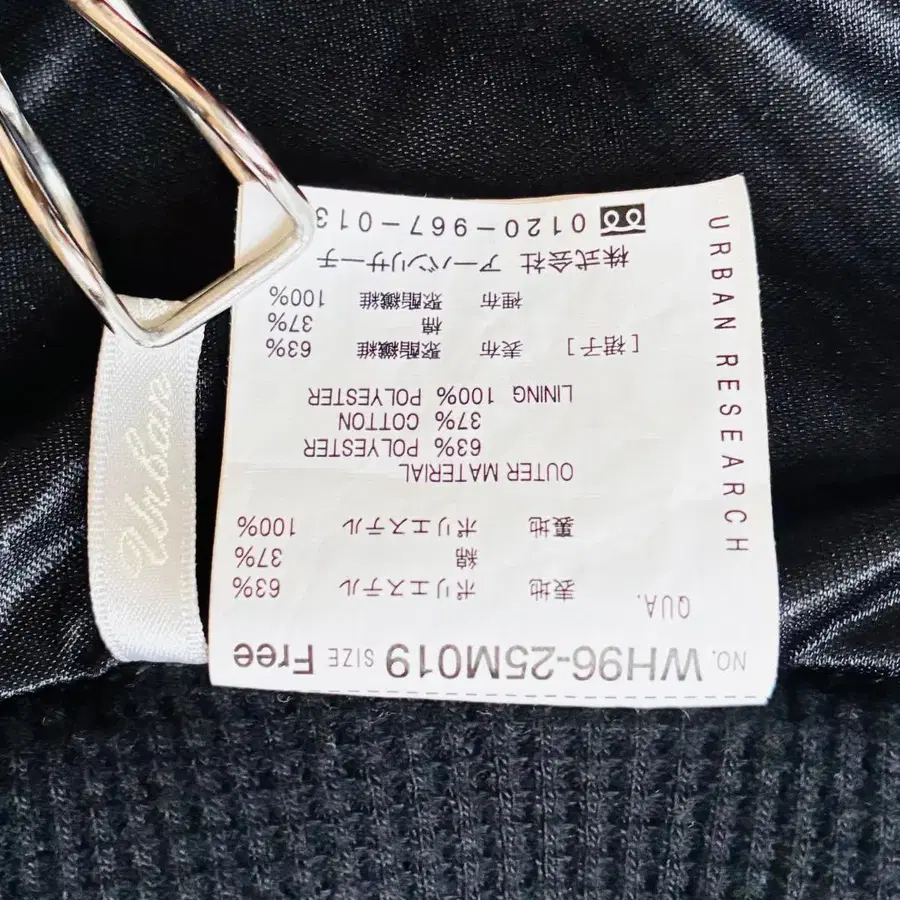 NO. WH96-25M019 SIZE Free
QUA.
表地 ポリエステル 63%
綿 37%
裏地 ポリエステル 100%
OUTER MATERIAL
63% POLYESTER
37% COTTON
LINING 100% POLYESTER
[裙子] 表布 聚酯纖維 63%
棉 37%
裡布 聚酯纖維 100%
株式会社 アーバンリサーチ
0120-967-013
URBAN RESEARCH
Urban